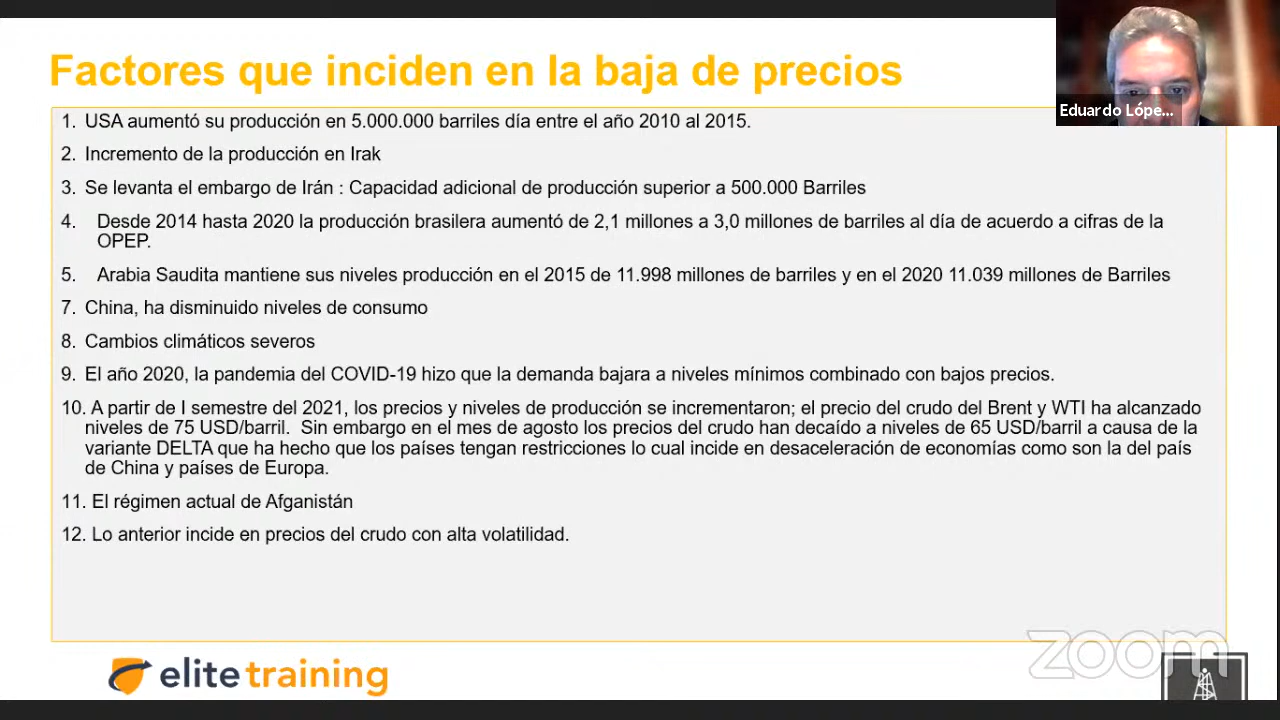 Factores que inciden en la baja de precios
Eduardo Lópe...
1. USA aumentó su producción en 5.000.000 barriles día entre el año 2010 al 2015.
2. Incremento de la producción en Irak
3. Se levanta el embargo de Irán : Capacidad adicional de producción superior a 500.000 Barriles
4. Desde 2014 hasta 2020 la producción brasilera aumentó de 2,1 millones a 3,0 millones de barriles al día de acuerdo a cifras de la
OPEP.
5. Arabia Saudita mantiene sus niveles producción en el 2015 de 11.998 millones de barriles y en el 2020 11.039 millones de Barriles
7. China, ha disminuido niveles de consumo
8. Cambios climáticos severos
9. El año 2020, la pandemia del COVID-19 hizo que la demanda bajara a niveles mínimos combinado con bajos precios.
10. A partir de I semestre del 2021, los precios y niveles de producción se incrementaron; el precio del crudo del Brent y WTI ha alcanzado
niveles de 75 USD/barril. Sin embargo en el mes de agosto los precios del crudo han decaído a niveles de 65 USD/barril a causa de la
variante DELTA que ha hecho que los países tengan restricciones lo cual incide en desaceleración de economías como son la del país
de China y países de Europa.
11. El régimen actual de Afganistán
12. Lo anterior incide en precios del crudo con alta volatilidad.
zoom
elite training